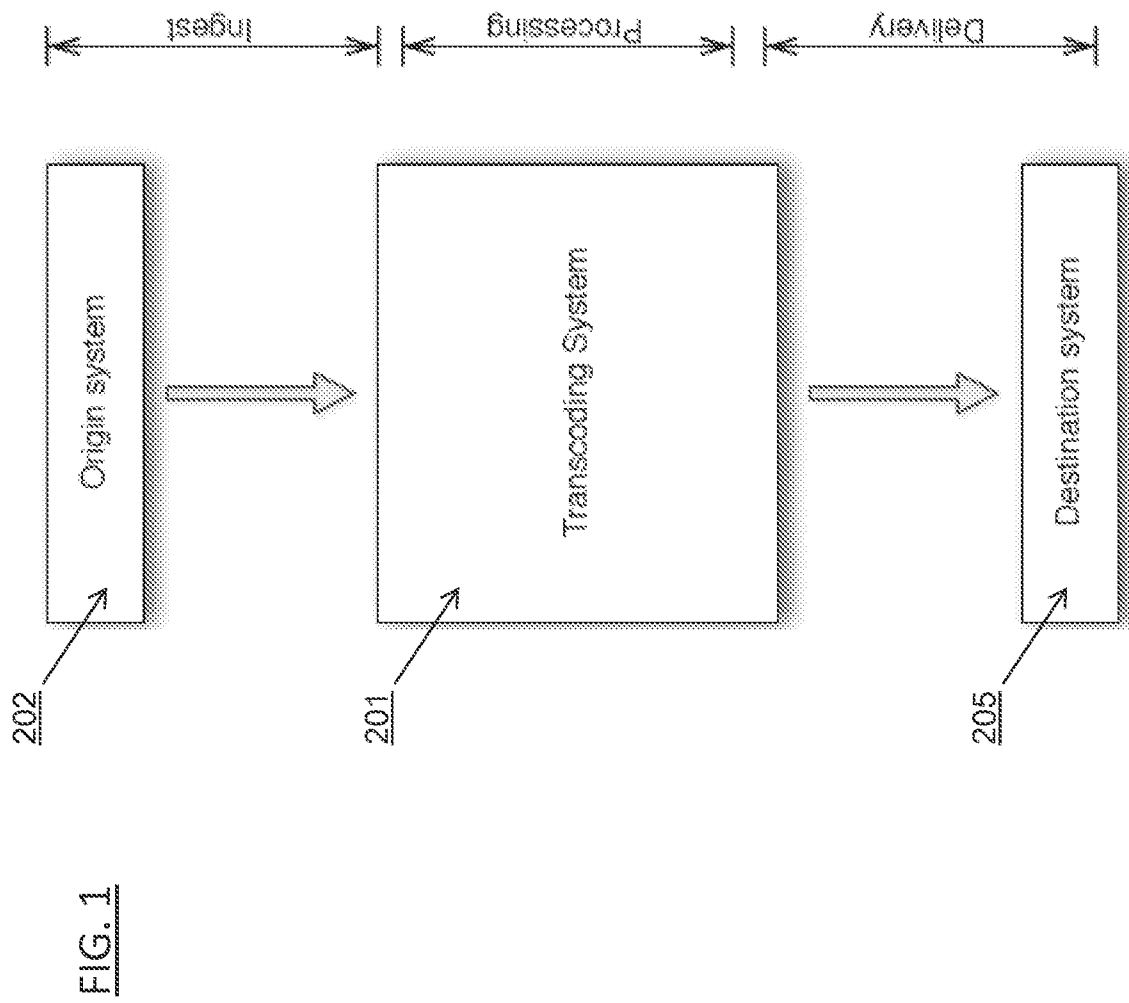 FIG. 1
202
Origin system
Ingest
201
Transcoding System
Processing
205
Destination system
Delivery